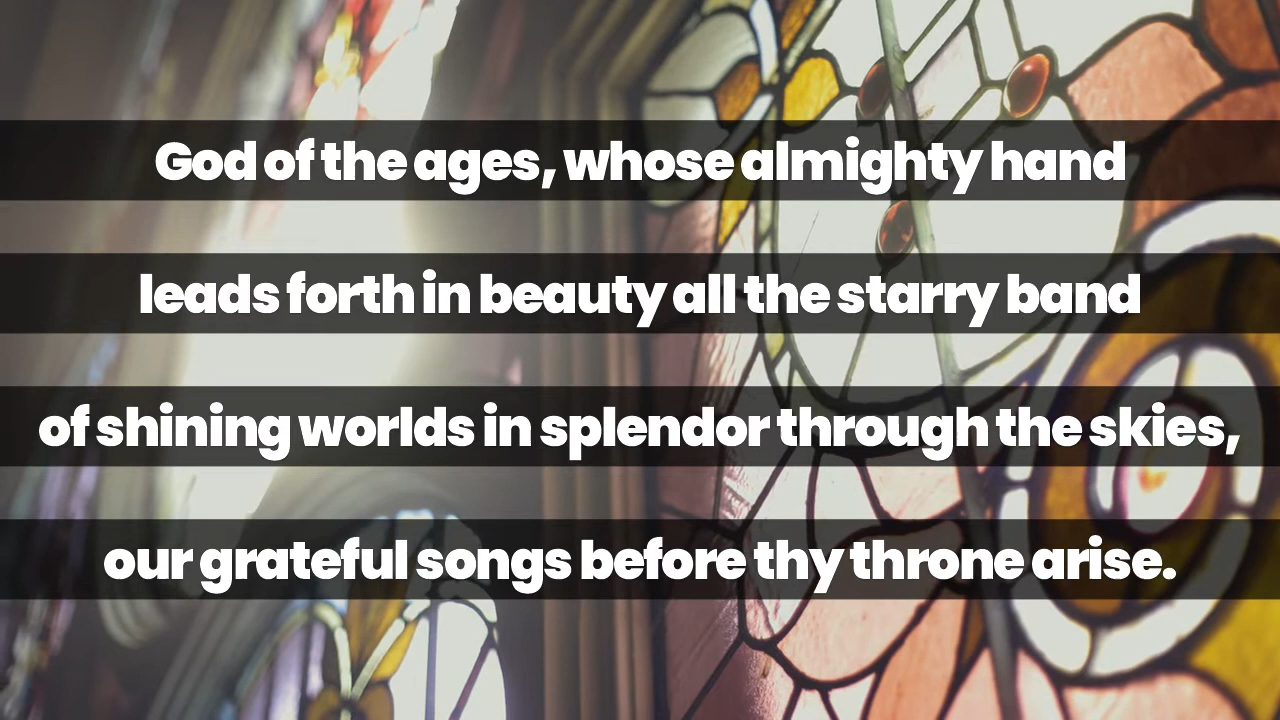 God of the ages, whose almighty hand
leads forth in beauty all the starry band
of shining worlds in splendor through the skies,
our grateful songs before thy throne arise.